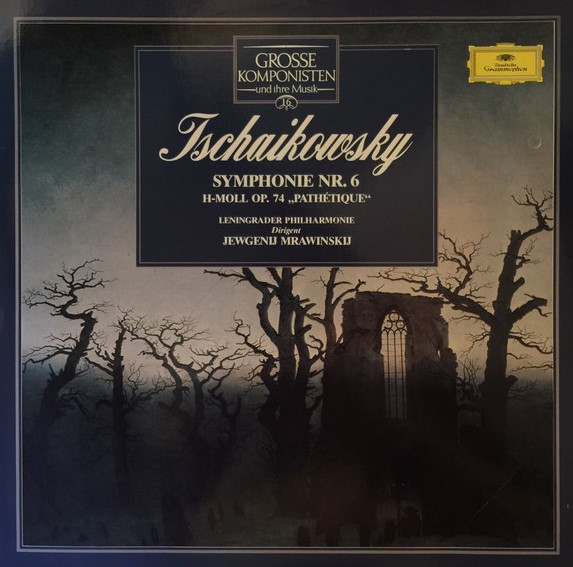 GROSSE
KOMPONISTEN
und ihre Musik
16
Deutsche
Grammophon
Tschaikowsky
SYMPHONIE NR. 6
H-MOLL OP. 74 „PATHÉTIQUE“
LENINGRADER PHILHARMONIE
Dirigent
JEWGENIJ MRAWINSKIJ